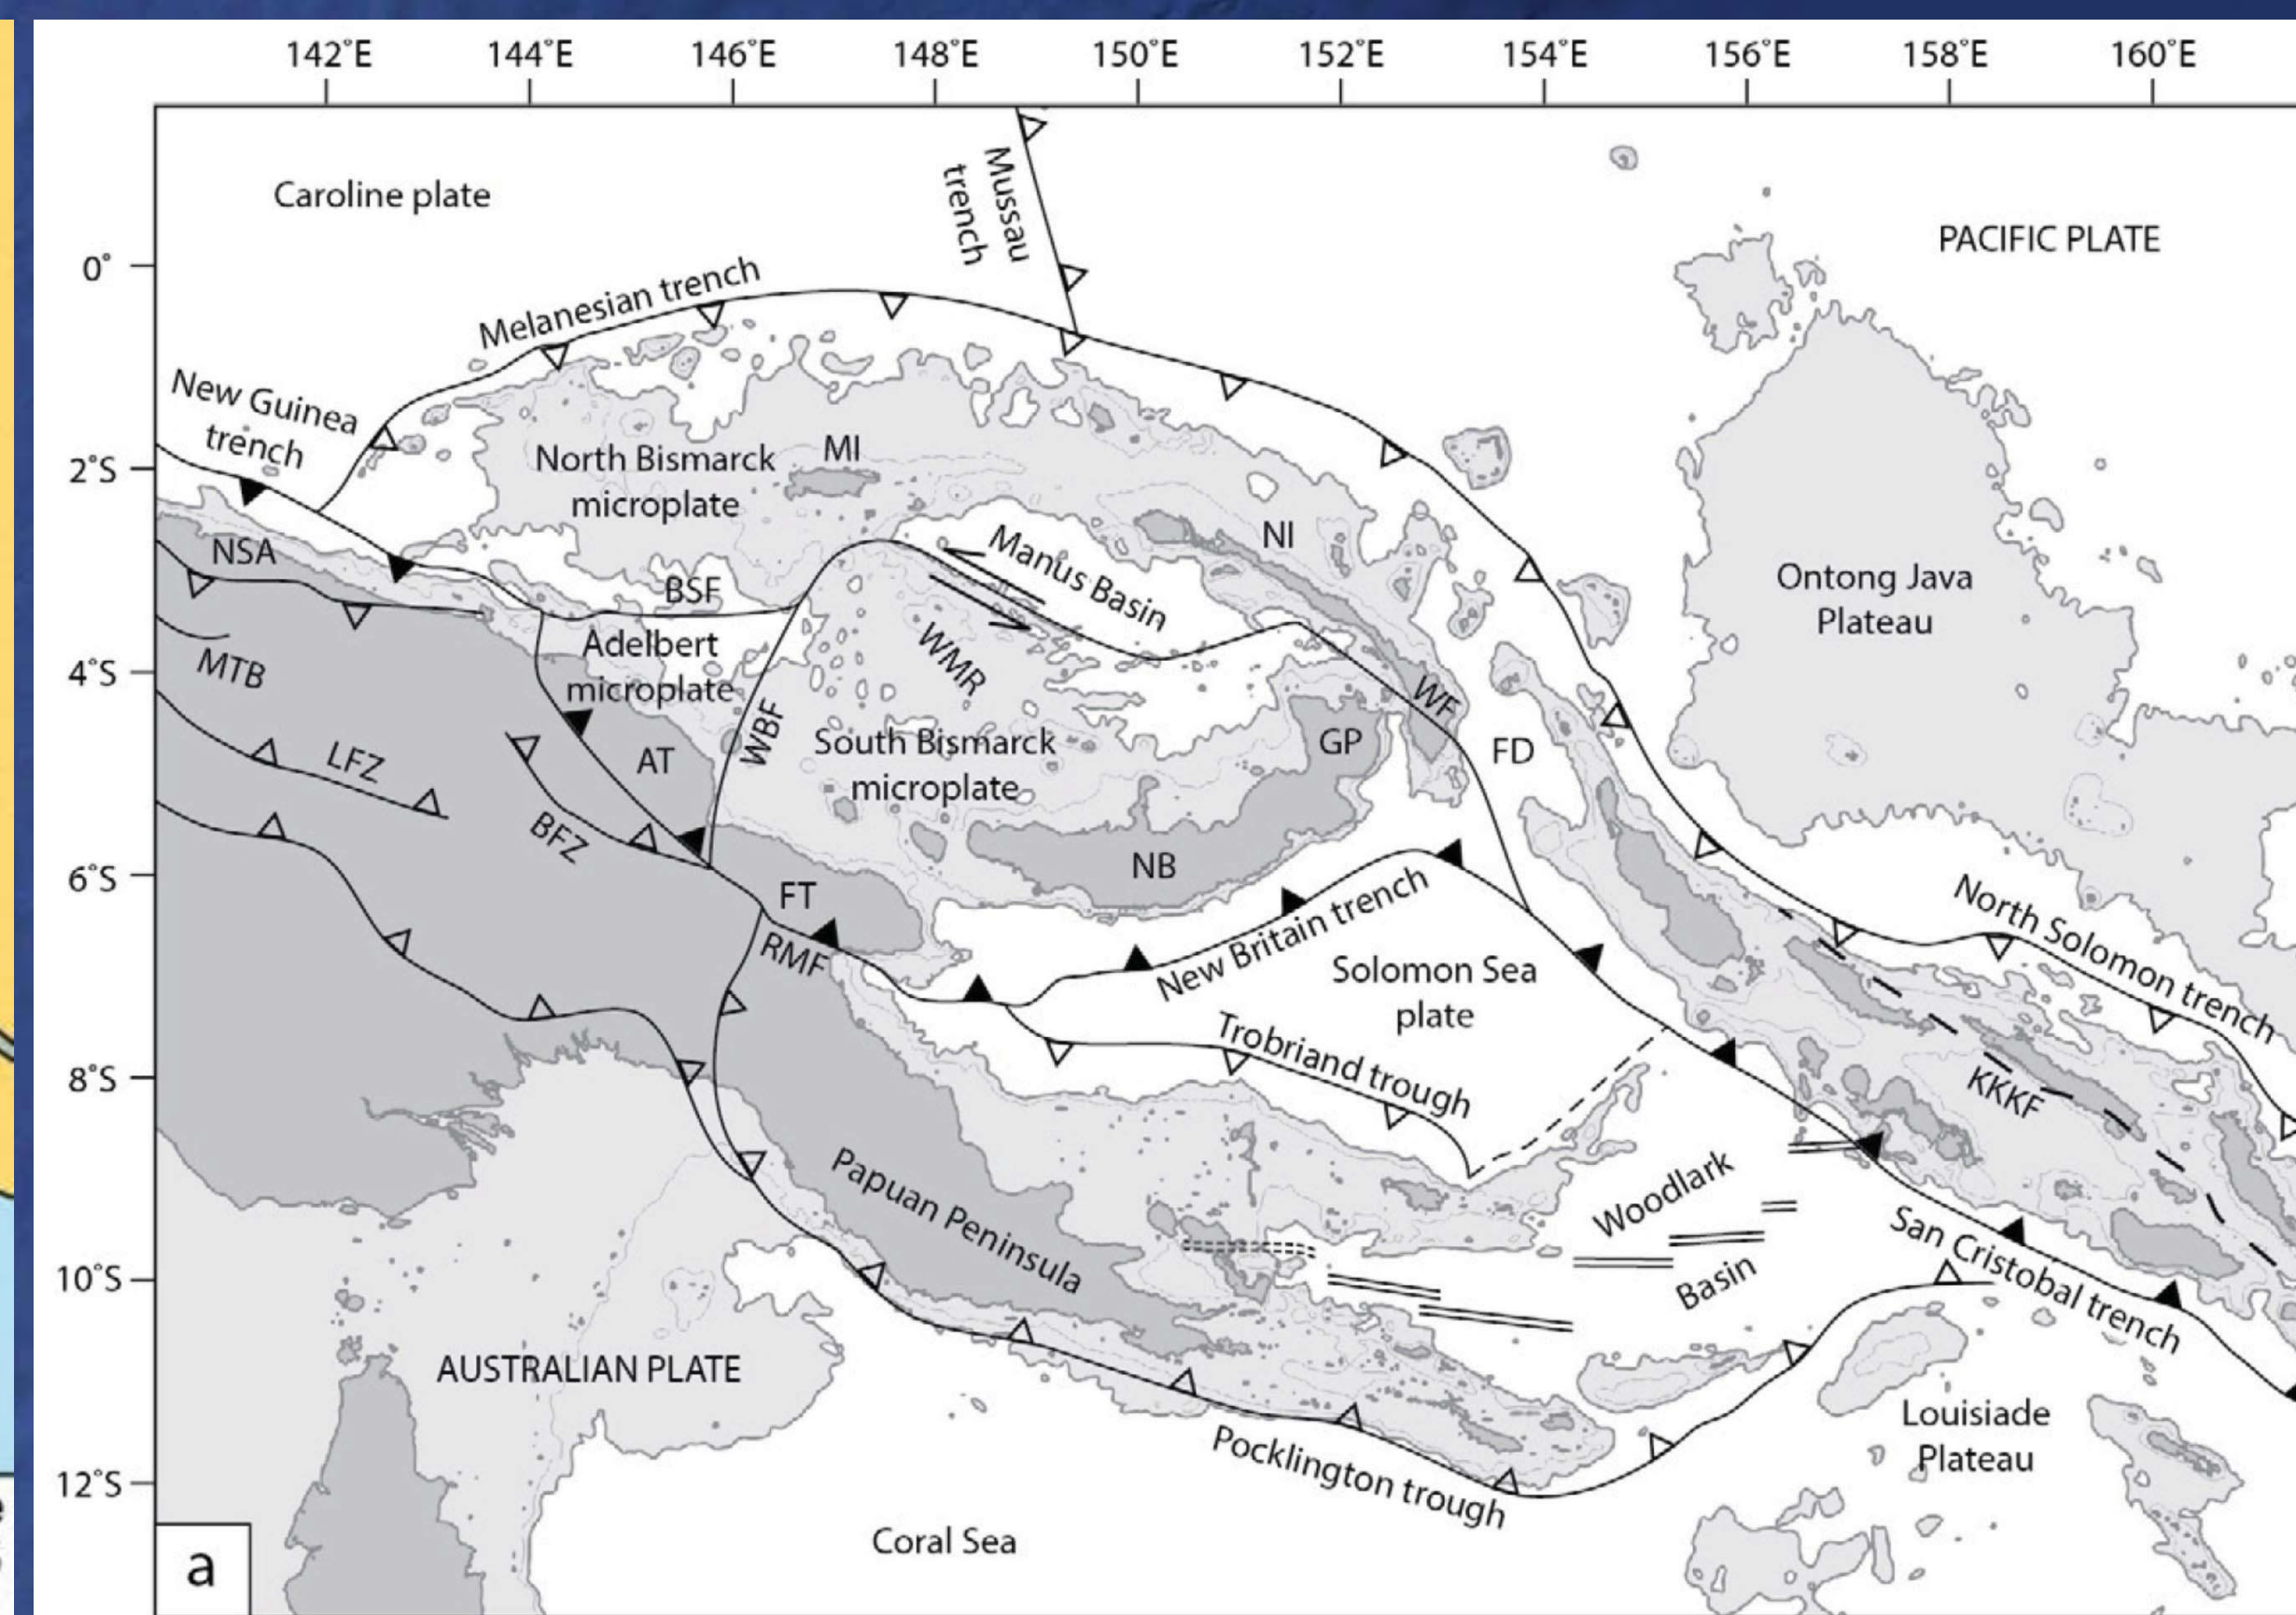 142°E 144°E 146°E 148°E 150°E 152°E 154°E 156°E 158°E 160°E
Caroline plate
Mussau
trench
PACIFIC PLATE
0°
Melanesian trench
New Guinea
trench
2°S
North Bismarck
microplate
MI
NI
Manus Basin
NSA
BSF
Ontong Java
Plateau
4°S
MTB
Adelbert
microplate
WMR
WF
WBF
South Bismarck
microplate
GP
FD
LFZ
AT
BFZ
6°S
NB
FT
RMF
New Britain trench
North Solomon trench
Solomon Sea
plate
Trobriand trough
8°S
KKKF
Papuan Peninsula
Woodlark
Basin
San Cristobal trench
10°S
AUSTRALIAN PLATE
Louisiade
Plateau
Pocklington trough
12°S
Coral Sea
a